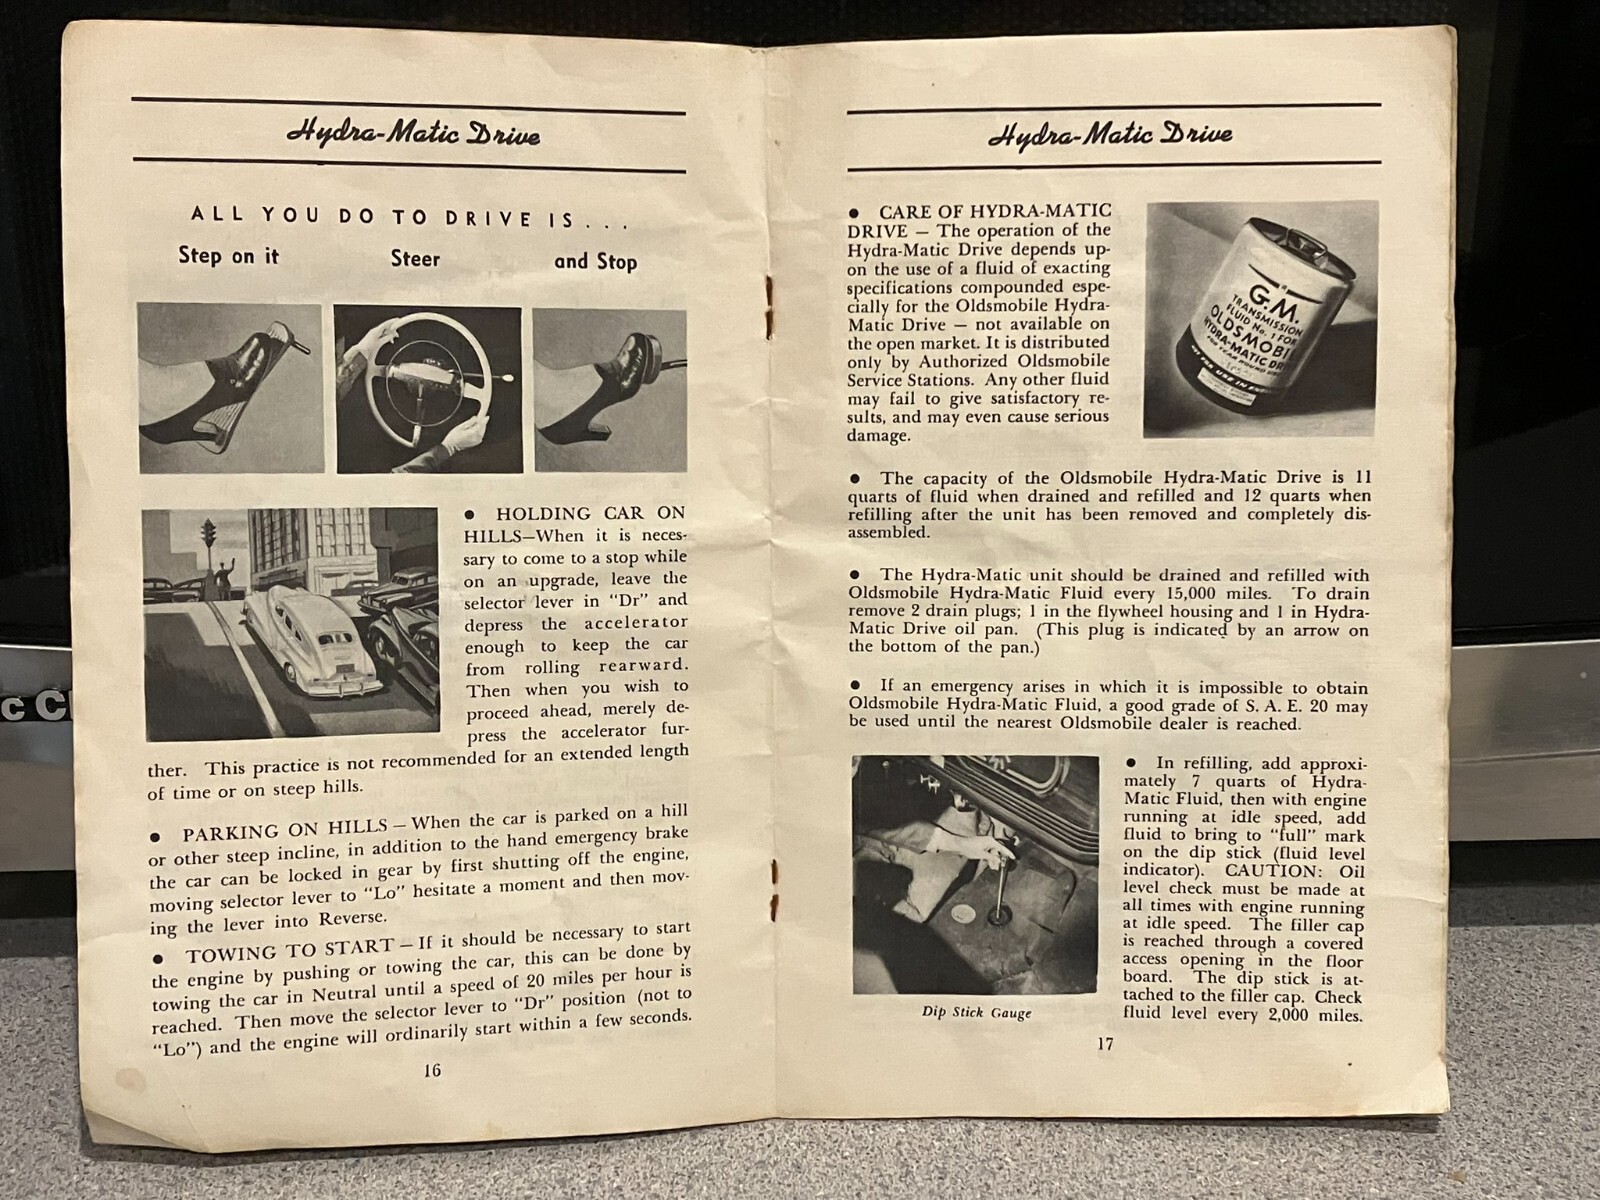 Hydra-Matic Drive
ALL YOU DO TO DRIVE IS...
Step on it Steer and Stop
● HOLDING CAR ON
HILLS—When it is neces-
sary to come to a stop while
on an upgrade, leave the
selector lever in "Dr" and
depress the accelerator
enough to keep the car
from rolling rearward.
Then when you wish to
proceed ahead, merely de-
press the accelerator fur-
ther. This practice is not recommended for an extended length
of time or on steep hills.
● PARKING ON HILLS — When the car is parked on a hill
or other steep incline, in addition to the hand emergency brake
the car can be locked in gear by first shutting off the engine,
moving selector lever to "Lo" hesitate a moment and then mov-
ing the lever into Reverse.
● TOWING TO START — If it should be necessary to start
the engine by pushing or towing the car, this can be done by
towing the car in Neutral until a speed of 20 miles per hour is
reached. Then move the selector lever to "Dr" position (not to
"Lo") and the engine will ordinarily start within a few seconds.
16
Hydra-Matic Drive
● CARE OF HYDRA-MATIC
DRIVE — The operation of the
Hydra-Matic Drive depends up-
on the use of a fluid of exacting
specifications compounded espe-
cially for the Oldsmobile Hydra-
Matic Drive — not available on
the open market. It is distributed
only by Authorized Oldsmobile
Service Stations. Any other fluid
may fail to give satisfactory re-
sults, and may even cause serious
damage.
G.M.
TRANSMISSION
FLUID No. 1 FOR
OLDSMOBI
HYDRA-MATIC DR
FOR YEAR ROUND USE
● The capacity of the Oldsmobile Hydra-Matic Drive is 11
quarts of fluid when drained and refilled and 12 quarts when
refilling after the unit has been removed and completely dis-
assembled.
● The Hydra-Matic unit should be drained and refilled with
Oldsmobile Hydra-Matic Fluid every 15,000 miles. To drain
remove 2 drain plugs; 1 in the flywheel housing and 1 in Hydra-
Matic Drive oil pan. (This plug is indicated by an arrow on
the bottom of the pan.)
● If an emergency arises in which it is impossible to obtain
Oldsmobile Hydra-Matic Fluid, a good grade of S. A. E. 20 may
be used until the nearest Oldsmobile dealer is reached.
● In refilling, add approxi-
mately 7 quarts of Hydra-
Matic Fluid, then with engine
running at idle speed, add
fluid to bring to "full" mark
on the dip stick (fluid level
indicator). CAUTION: Oil
level check must be made at
all times with engine running
at idle speed. The filler cap
is reached through a covered
access opening in the floor
board. The dip stick is at-
tached to the filler cap. Check
fluid level every 2,000 miles.
Dip Stick Gauge
17
c C